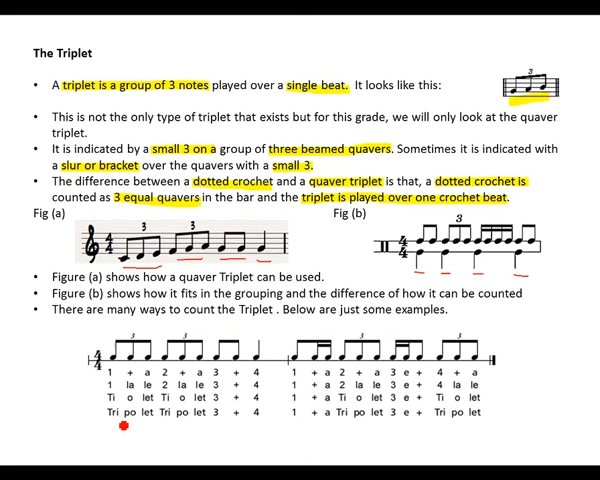 The Triplet
• A triplet is a group of 3 notes played over a single beat. It looks like this:
3
• This is not the only type of triplet that exists but for this grade, we will only look at the quaver
triplet.
• It is indicated by a small 3 on a group of three beamed quavers. Sometimes it is indicated with
a slur or bracket over the quavers with a small 3.
• The difference between a dotted crochet and a quaver triplet is that, a dotted crochet is
counted as 3 equal quavers in the bar and the triplet is played over one crochet beat.
Fig (a) Fig (b)
4 4 3 3
4 4 3
• Figure (a) shows how a quaver Triplet can be used.
• Figure (b) shows how it fits in the grouping and the difference of how it can be counted
• There are many ways to count the Triplet . Below are just some examples.
3 3 3 3
4 4
1 + a 2 + a 3 + 4 1 + a 2 + a 3 e + 4 + a
1 la le 2 la le 3 + 4 1 + a 2 la le 3 e + 4 la le
Ti o let Ti o let 3 + 4 1 + a Ti o let 3 e + Ti o let
Tri po let Tri po let 3 + 4 1 + a Tri po let 3 e + Tri po let